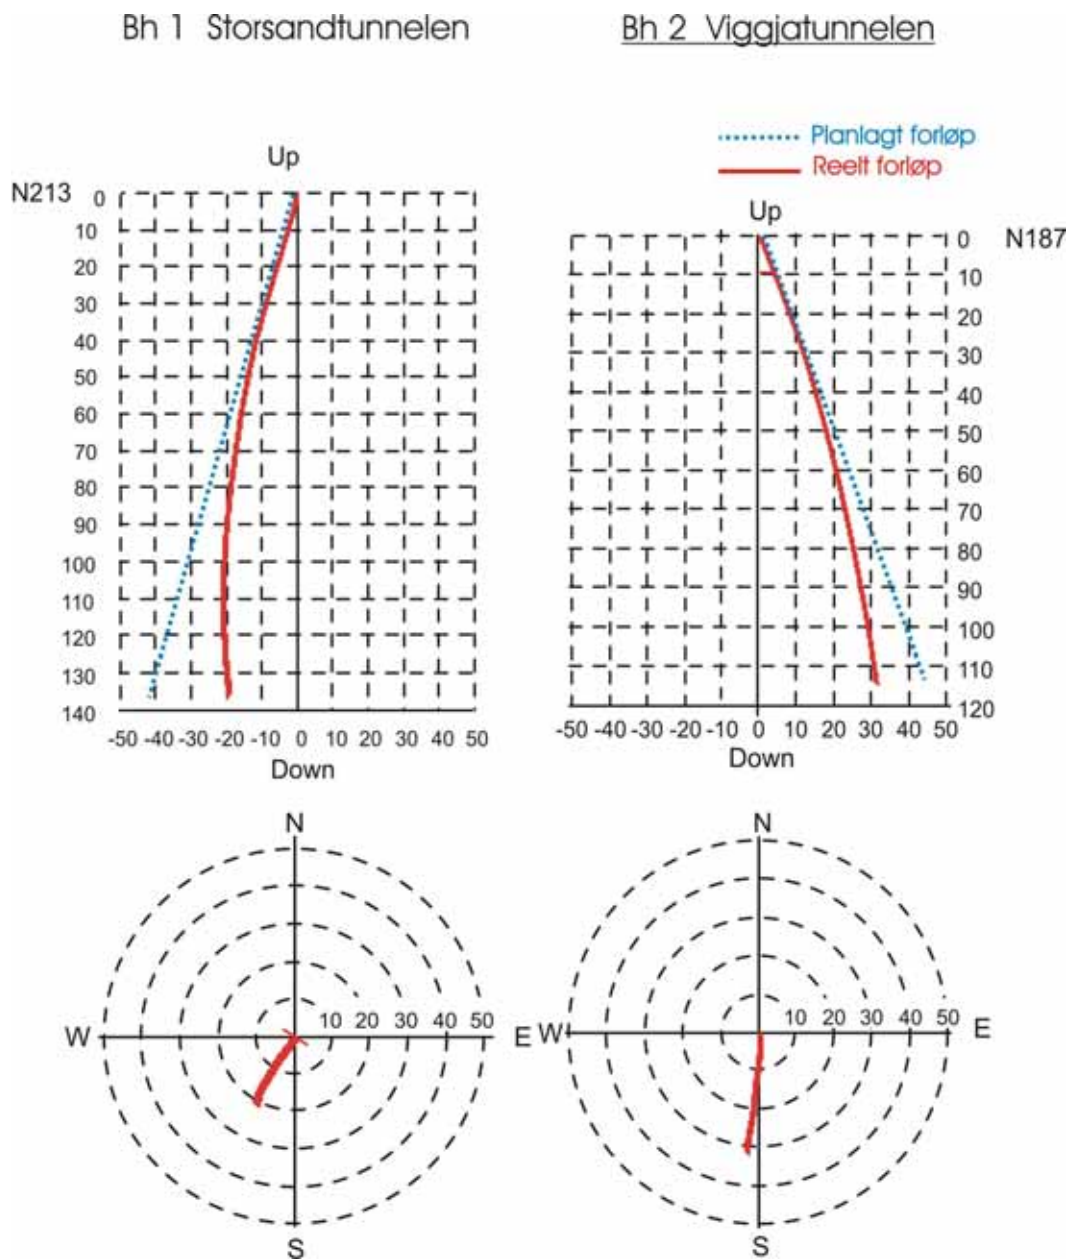 Bh 1 Storsandtunnelen
Bh 2 Viggjatunnelen
Planlagt forløp
Reelt forløp
Up
N213
0
10
20
30
40
50
60
70
80
90
100
110
120
130
140
-50 -40 -30 -20 -10 0 10 20 30 40 50
Down
Up
N187
0
10
20
30
40
50
60
70
80
90
100
110
120
-50 -40 -30 -20 -10 0 10 20 30 40 50
Down
N
W 10 20 30 40 50 E
S
N
W 10 20 30 40 50 E
S